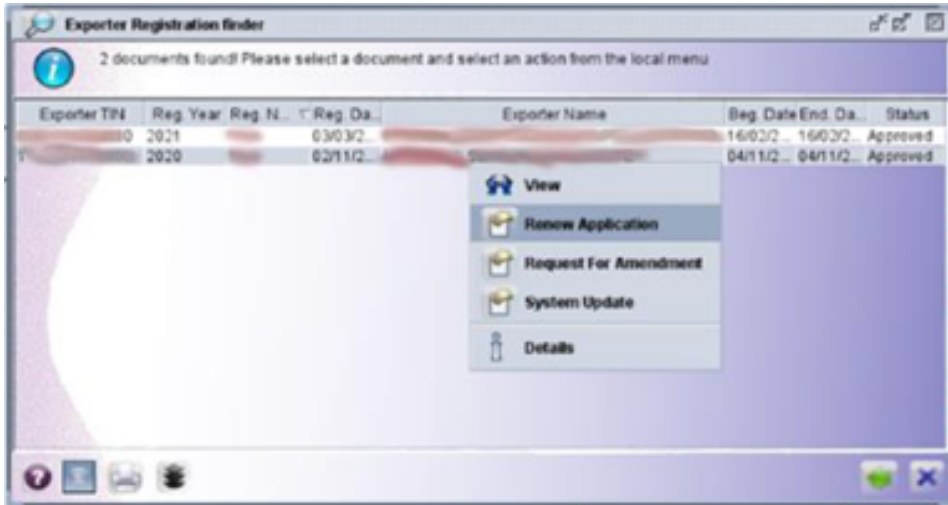 Exporter Registration finder
2 documents found! Please select a document and select an action from the local menu
Exporter TIN Reg. Year Reg. N... Reg. Da... Exporter Name Beg. Date End. Da... Status
2021 03/03/2... 16/02/2... 16/02/2... Approved
2020 02/11/2... 04/11/2... 04/11/2... Approved
View
Renew Application
Request For Amendment
System Update
Details